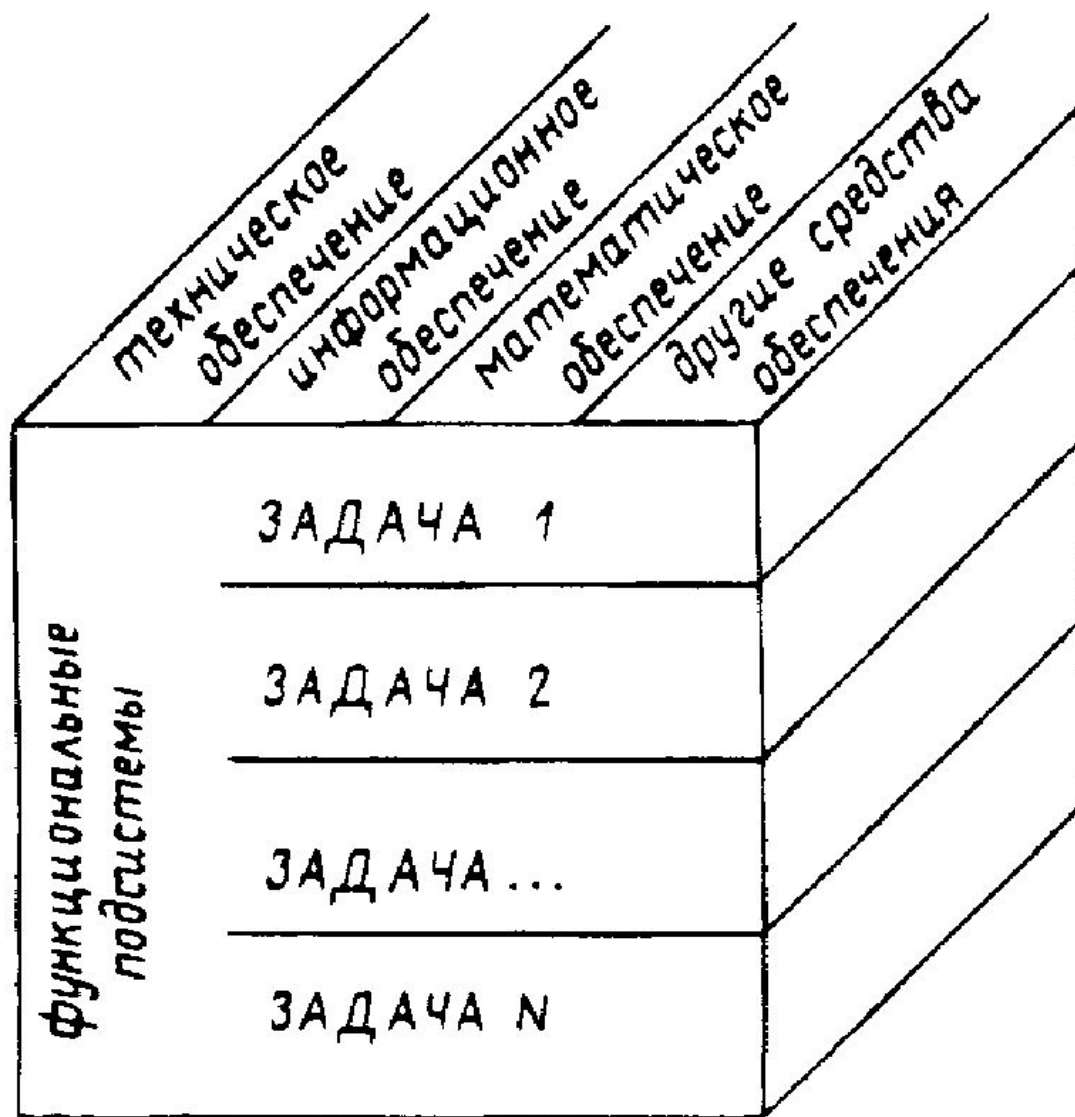 техническое
обеспечение
информационное
обеспечение
математическое
обеспечение
другие средства
обеспечения
функциональные
подсистемы
ЗАДАЧА 1
ЗАДАЧА 2
ЗАДАЧА...
ЗАДАЧА N